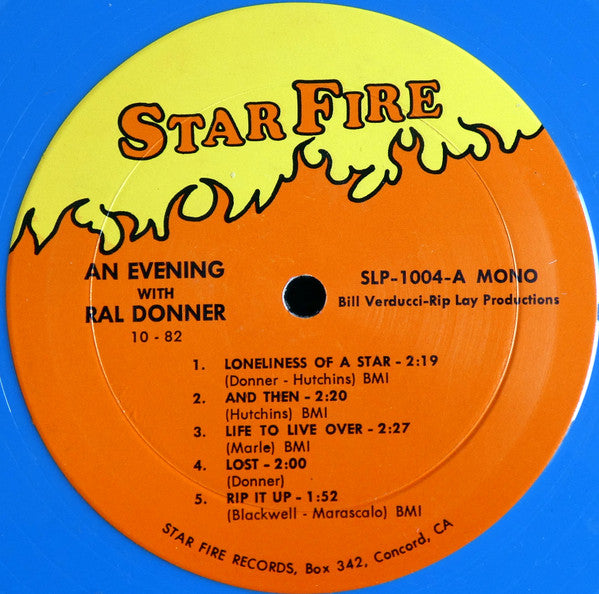 STAR FIRE
AN EVENING
WITH
RAL DONNER
10 - 82
SLP-1004-A MONO
Bill Verducci-Rip Lay Productions
1. LONELINESS OF A STAR - 2:19
(Donner - Hutchins) BMI
2. AND THEN - 2:20
(Hutchins) BMI
3. LIFE TO LIVE OVER - 2:27
(Marle) BMI
4. LOST - 2:00
(Donner)
5. RIP IT UP - 1:52
(Blackwell - Marascalo) BMI
STAR FIRE RECORDS, Box 342, Concord, CA